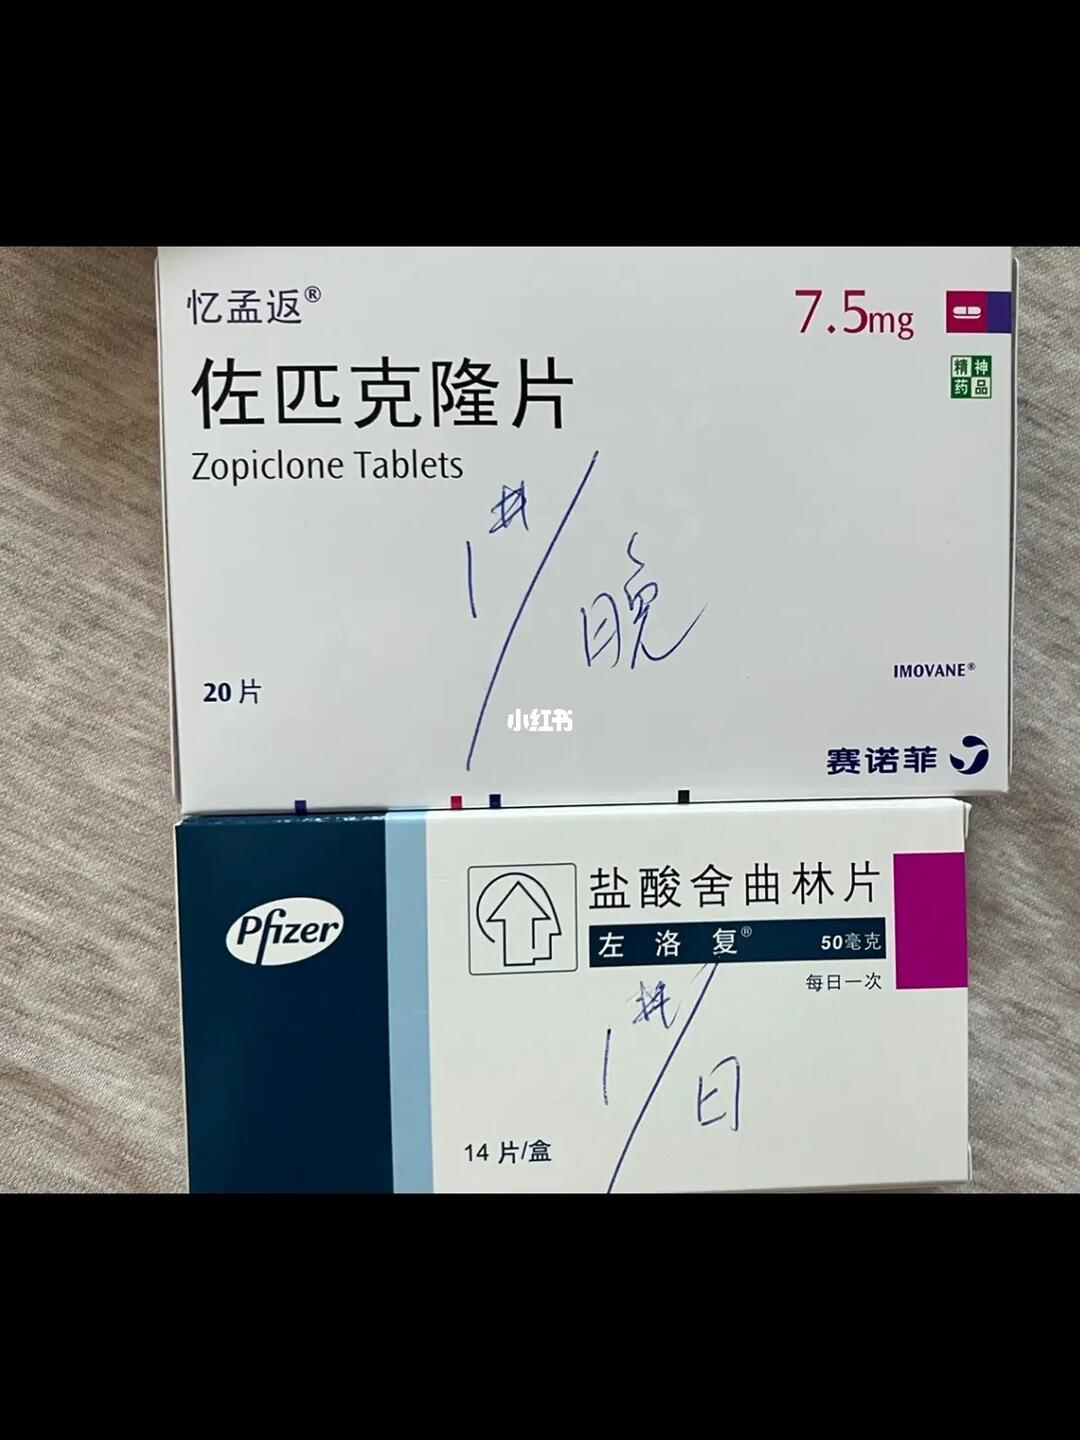 忆孟返®
7.5mg
精神
药品
佐匹克隆片
Zopiclone Tablets
1#/晚
IMOVANE®
20片
小红书
赛诺菲
Pfizer
盐酸舍曲林片
左洛复® 50毫克
每日一次
1#/日
14片/盒